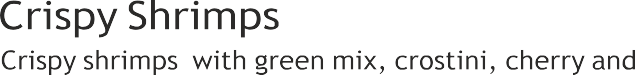 Crispy Shrimps
Crispy shrimps  with green mix, crostini, cherry and